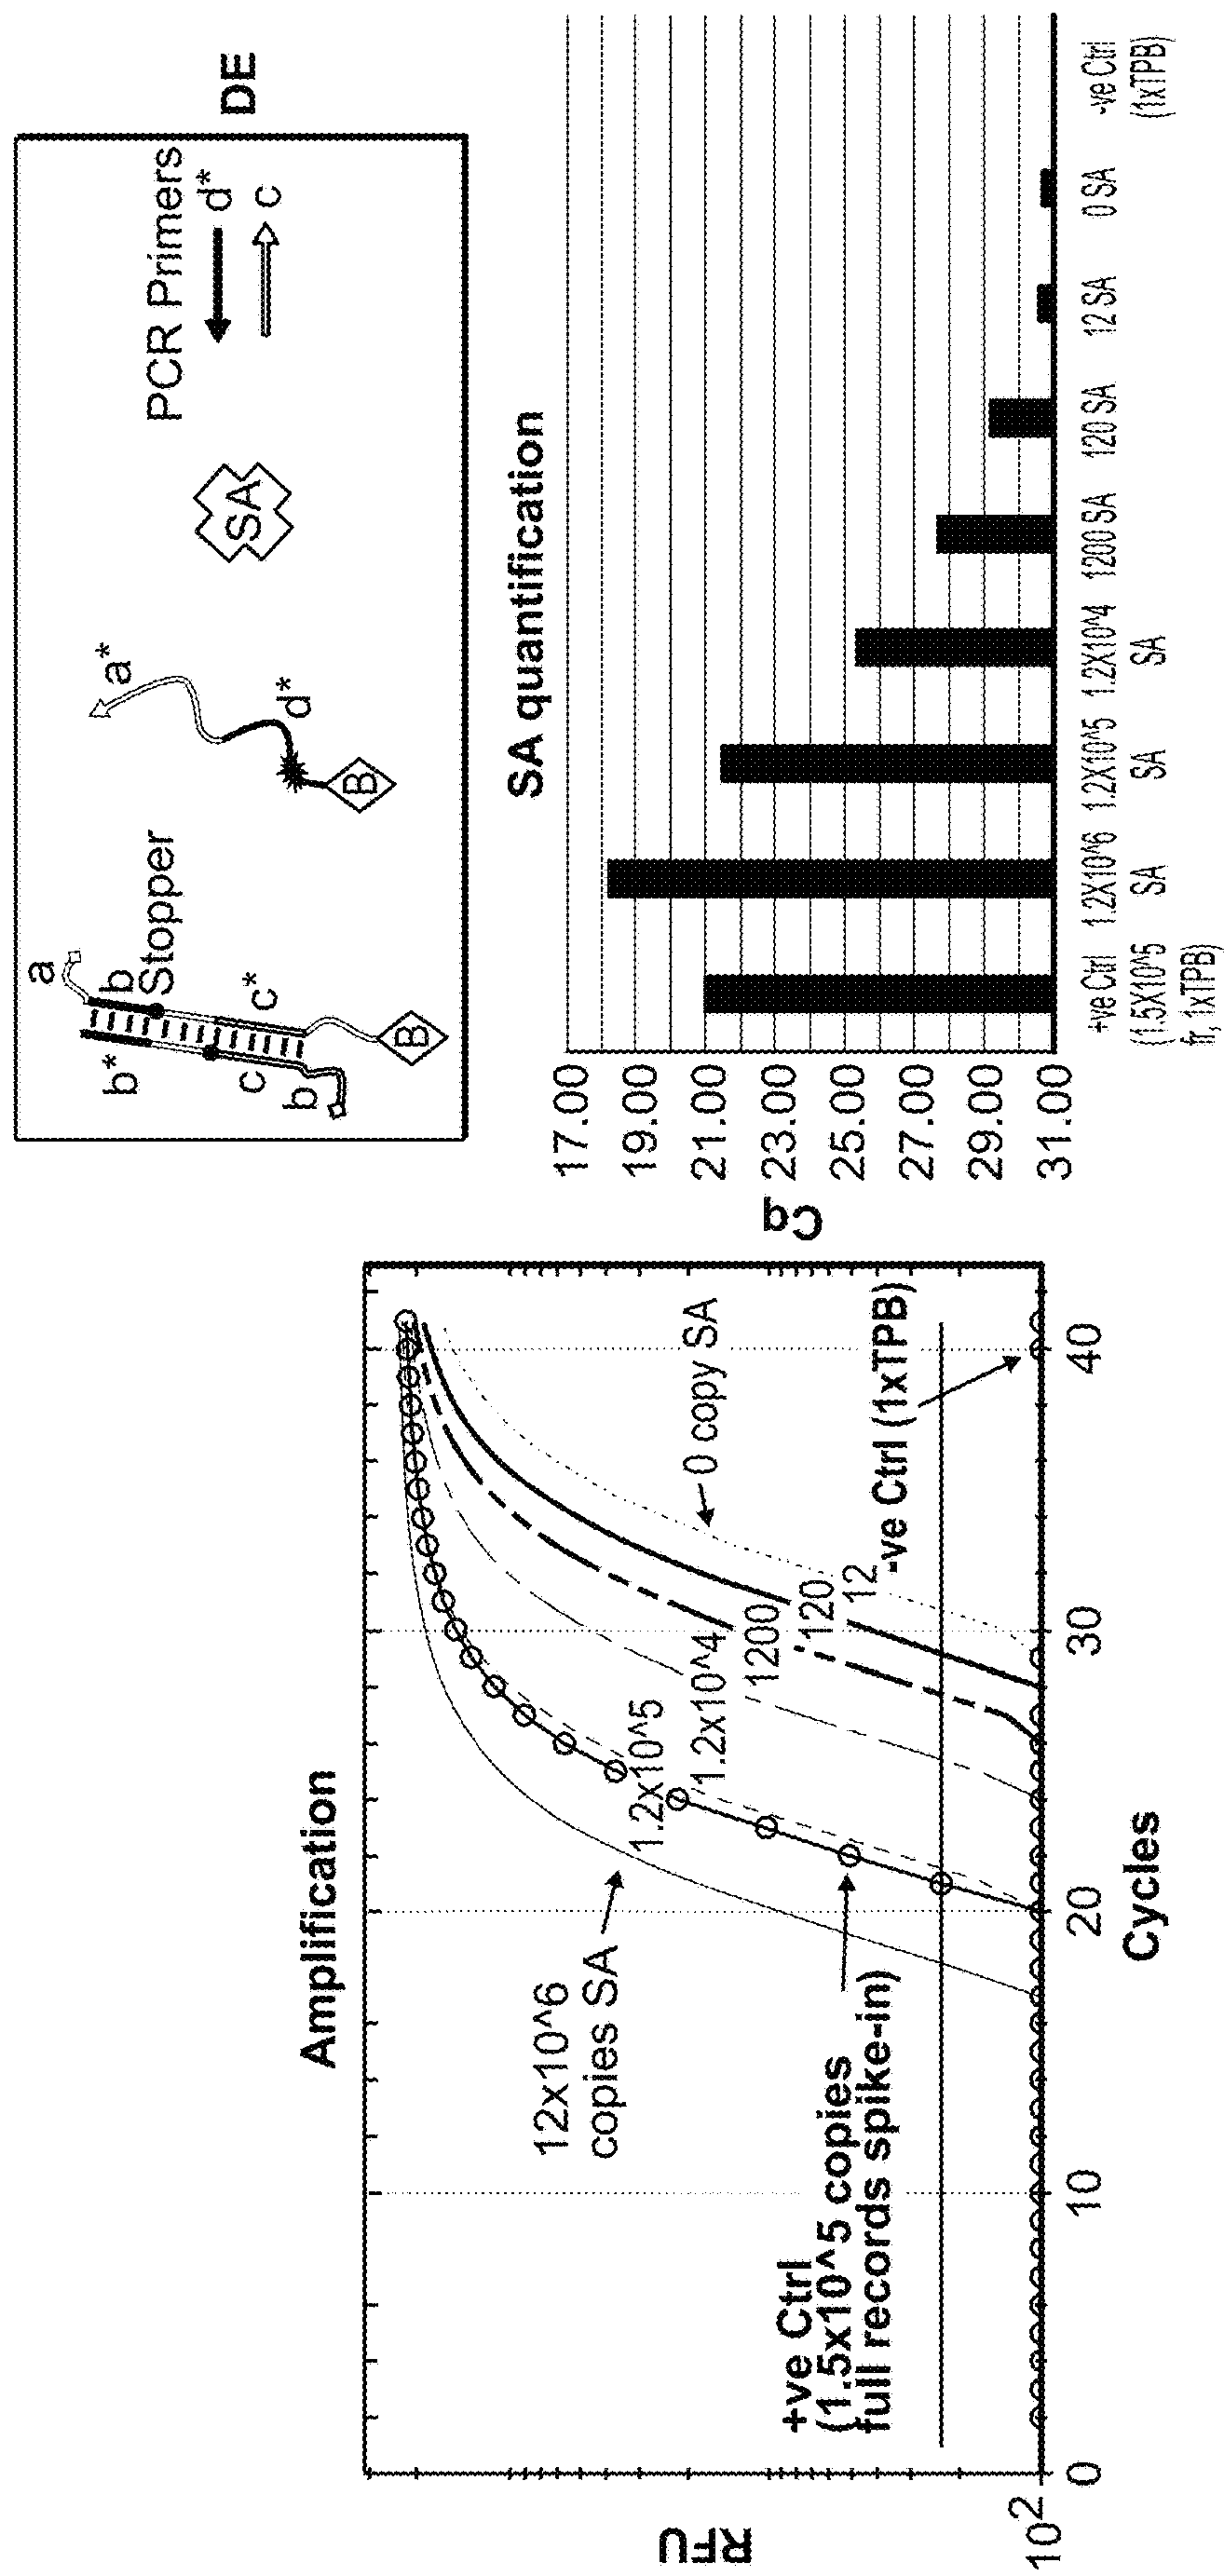 Amplification
RFU
10^2
0
10
20
30
40
Cycles
12x10^6
copies SA
+ve Ctrl
(1.5x10^5 copies
full records spike-in)
1.2x10^5
1.2x10^4
1200
120
12
0 copy SA
-ve Ctrl (1xTPB)
a
b*
b
Stopper
c
c*
b
B
a*
d*
B
SA
PCR Primers
d*
c
DE
SA quantification
Cq
17.00
19.00
21.00
23.00
25.00
27.00
29.00
31.00
+ve Ctrl
(1.5X10^5
fr, 1xTPB)
1.2X10^6
SA
1.2X10^5
SA
1.2X10^4
SA
1200 SA
120 SA
12 SA
0 SA
-ve Ctrl
(1xTPB)